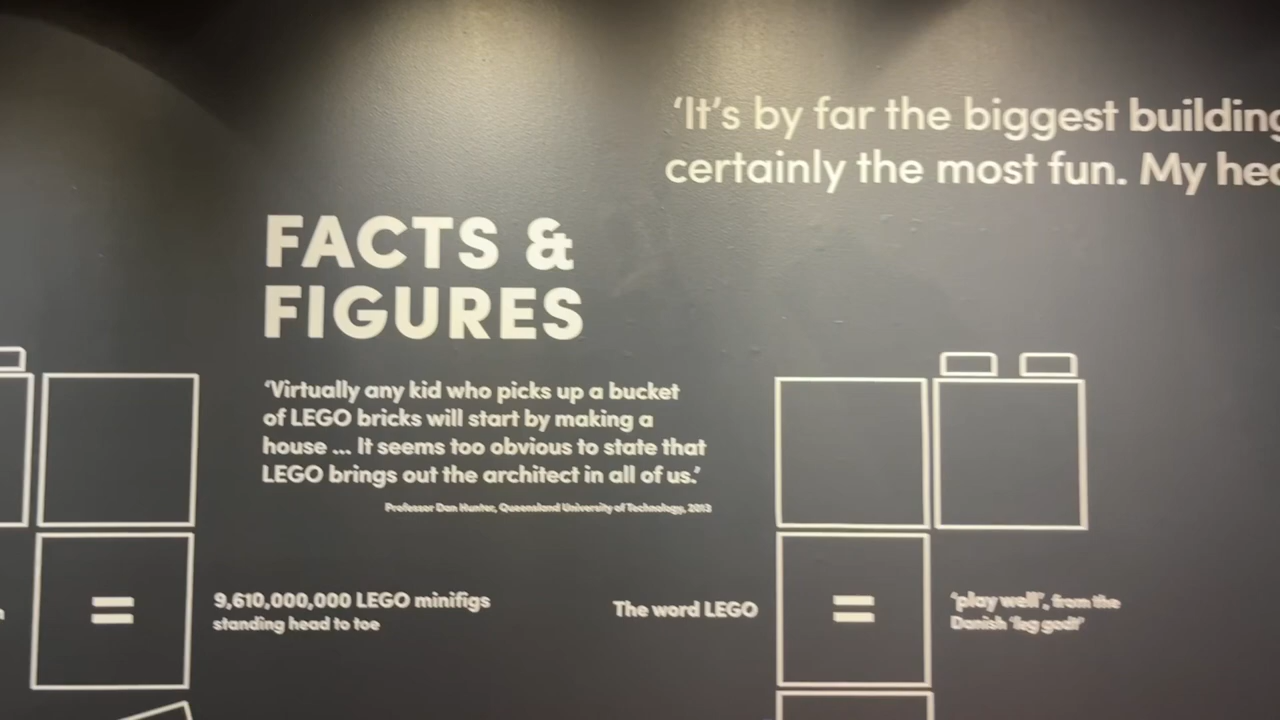 ‘It’s by far the biggest building
certainly the most fun. My
FACTS &
FIGURES
‘Virtually any kid who picks up a bucket
of LEGO bricks will start by making a
house ... It seems too obvious to state that
LEGO brings out the architect in all of us.’
Professor Dan Hunter, Queensland University of Technology, 2013
=
9,610,000,000 LEGO minifigs
standing head to toe
The word LEGO
=
“play well”, from the
Danish ‘leg godt’